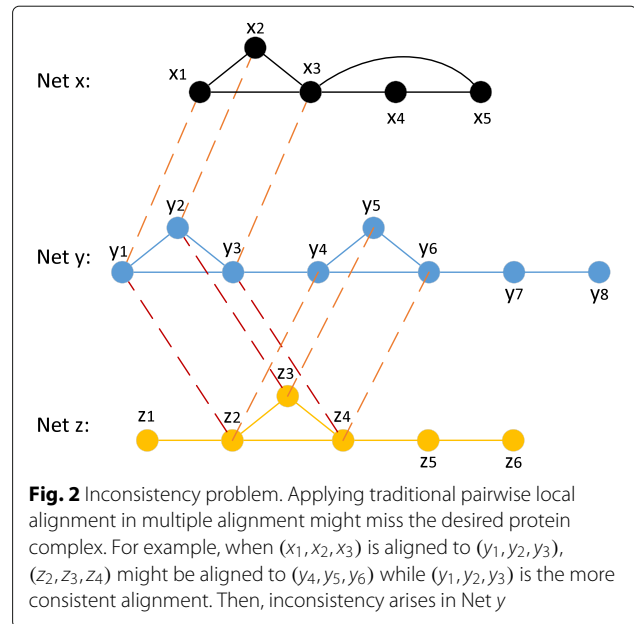 x2
x1
x3
Net x:
x4
x5
y2
y5
y1
y3
y4
y6
Net y:
y7
y8
z3
z1
z2
z4
Net z:
z5
z6
Fig. 2 Inconsistency problem. Applying traditional pairwise local
alignment in multiple alignment might miss the desired protein
complex. For example, when (x₁, x₂, x₃) is aligned to (y₁, y₂, y₃),
(z₂, z₃, z₄) might be aligned to (y₄, y₅, y₆) while (y₁, y₂, y₃) is the more
consistent alignment. Then, inconsistency arises in Net y